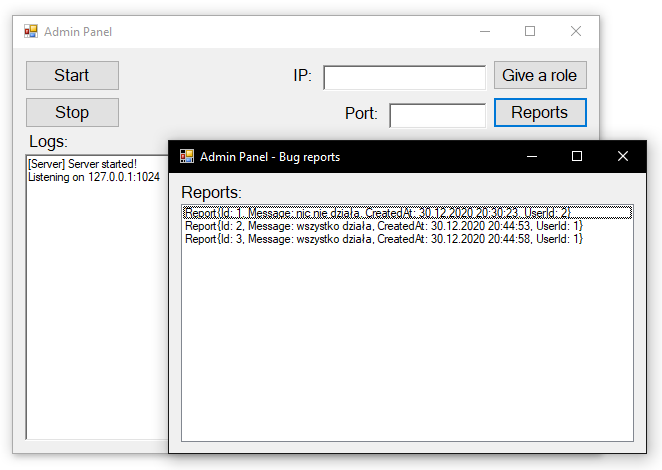 Admin Panel
Start
IP:
Give a role
Stop
Port:
Reports
Logs:
[Server] Server started!
Listening on 127.0.0.1:1024
Admin Panel - Bug reports
Reports:
Report{Id: 1, Message: nic nie działa, CreatedAt: 30.12.2020 20:30:23, UserId: 2}
Report{Id: 2, Message: wszystko działa, CreatedAt: 30.12.2020 20:44:53, UserId: 1}
Report{Id: 3, Message: wszystko działa, CreatedAt: 30.12.2020 20:44:58, UserId: 1}